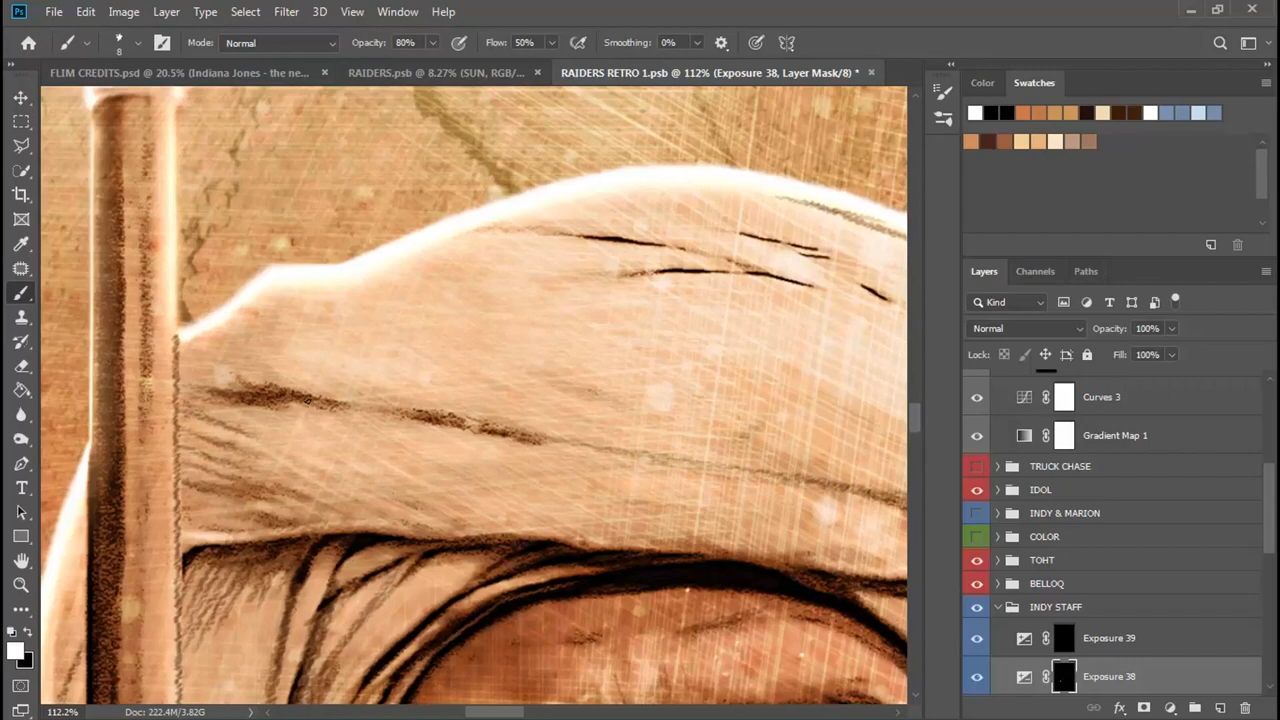 Ps File Edit Image Layer Type Select Filter 3D View Window Help
8 Mode: Normal Opacity: 80% Flow: 50% Smoothing: 0%
FLIM CREDITS.psd @ 20.5% (Indiana Jones - the ne... RAIDERS.psb @ 8.27% (SUN, RGB/... RAIDERS RETRO 1.psb @ 112% (Exposure 38, Layer Mask/8) *
Color Swatches
Layers Channels Paths
Kind
Normal Opacity: 100%
Lock: Fill: 100%
Curves 3
Gradient Map 1
TRUCK CHASE
IDOL
INDY & MARION
COLOR
TOHT
BELLOQ
INDY STAFF
Exposure 39
Exposure 38
112.2% Doc: 222.4M/3.82G